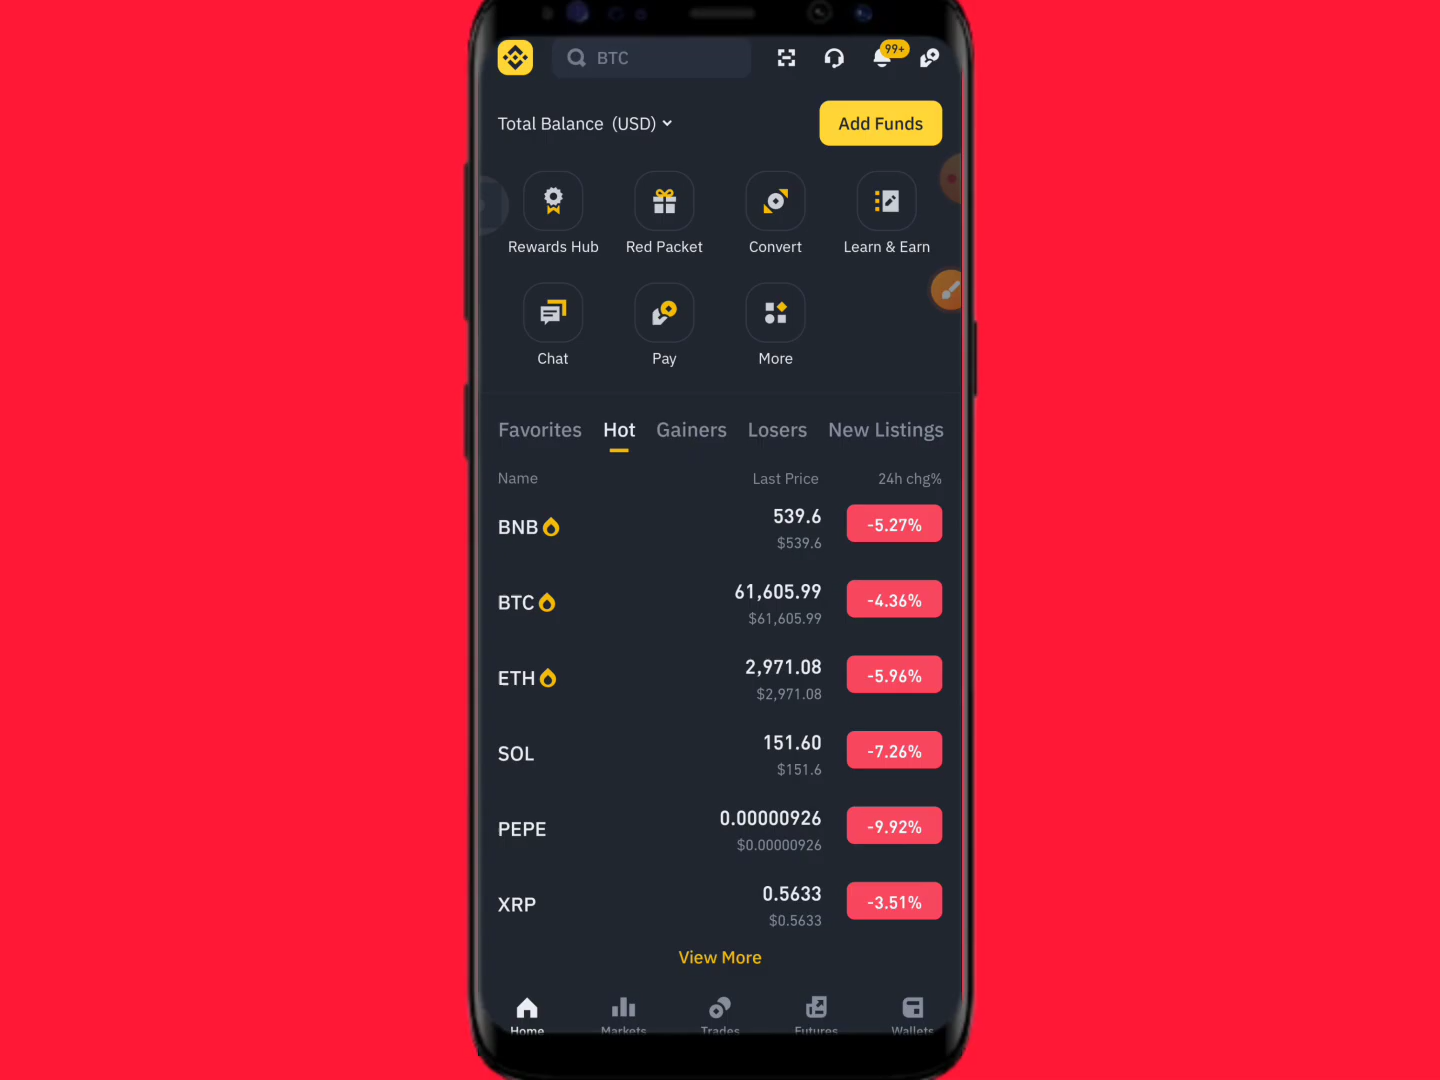 BTC
99+
Total Balance (USD)
Add Funds
Rewards Hub
Red Packet
Convert
Learn & Earn
Chat
Pay
More
Favorites
Hot
Gainers
Losers
New Listings
Name
Last Price
24h chg%
BNB
539.6
-5.27%
$539.6
BTC
61,605.99
-4.36%
$61,605.99
ETH
2,971.08
-5.96%
$2,971.08
SOL
151.60
-7.26%
$151.6
PEPE
0.00000926
-9.92%
$0.00000926
XRP
0.5633
-3.51%
$0.5633
View More
Home
Markets
Trades
Futures
Wallets